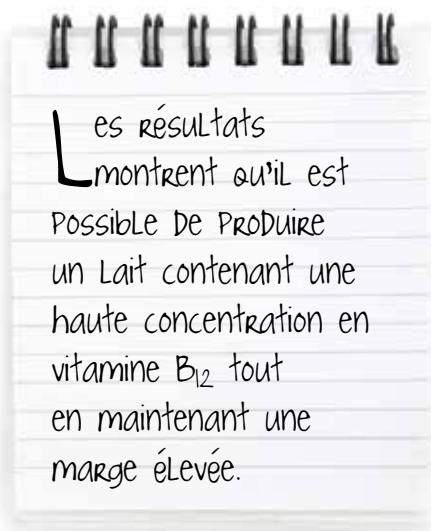 Les résultats
montrent qu'il est
possible de produire
un lait contenant une
haute concentration en
vitamine B₁₂ tout
en maintenant une
marge élevée.